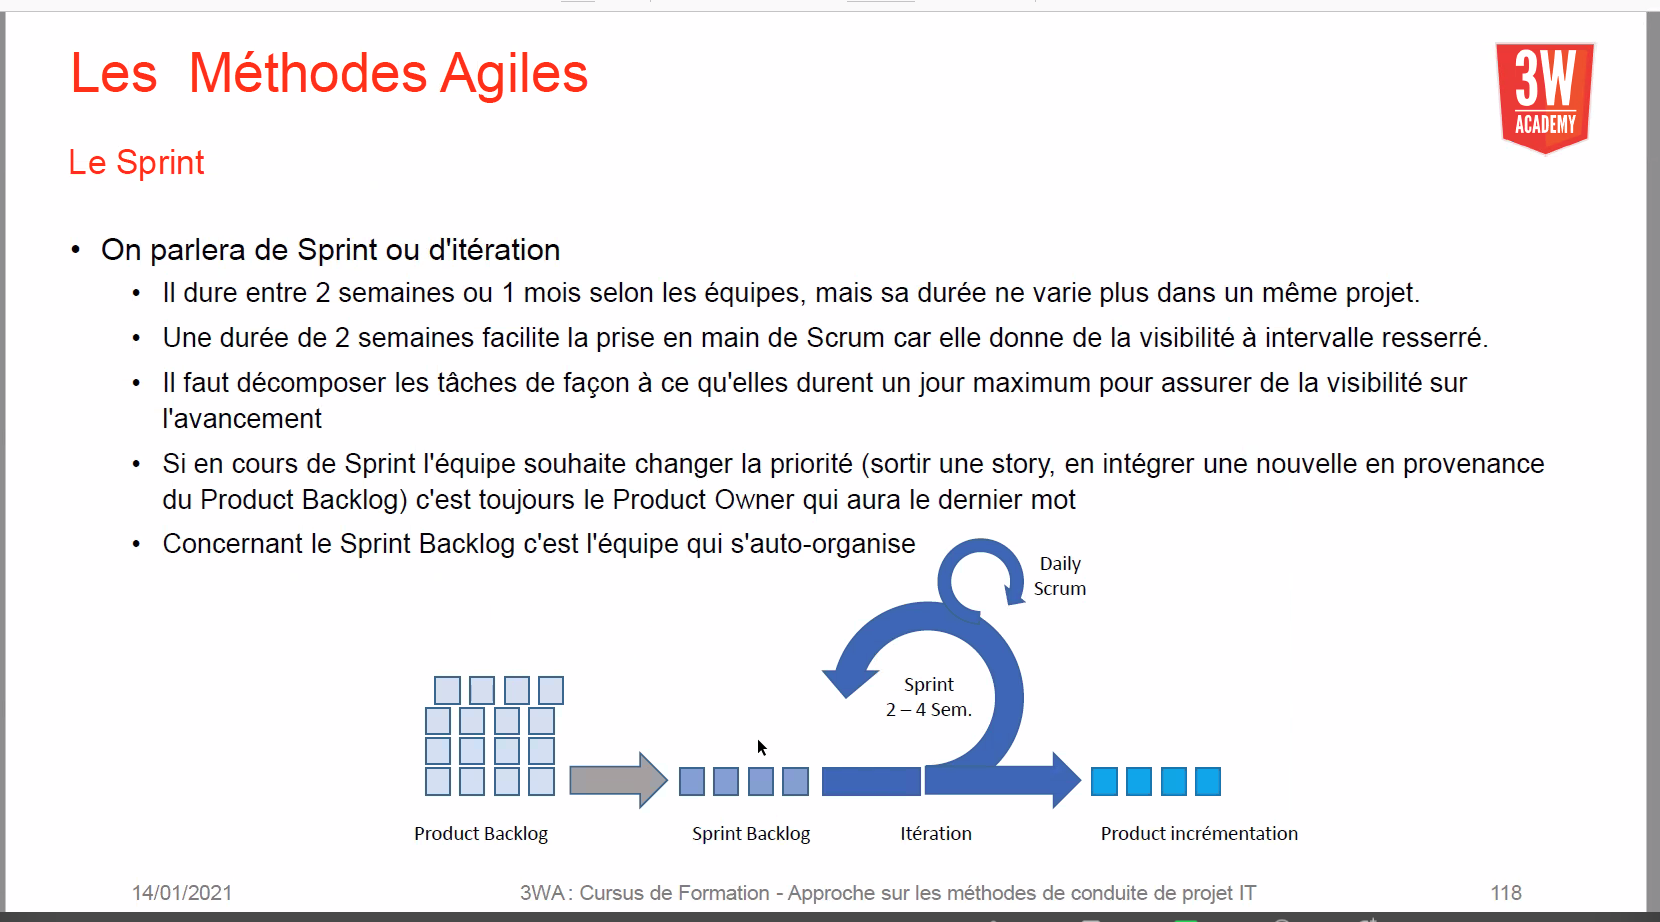 Les  Méthodes Agiles
3W
ACADEMY
Le Sprint
• On parlera de Sprint ou d'itération
• Il dure entre 2 semaines ou 1 mois selon les équipes, mais sa durée ne varie plus dans un même projet.
• Une durée de 2 semaines facilite la prise en main de Scrum car elle donne de la visibilité à intervalle resserré.
• Il faut décomposer les tâches de façon à ce qu'elles durent un jour maximum pour assurer de la visibilité sur
l'avancement
• Si en cours de Sprint l'équipe souhaite changer la priorité (sortir une story, en intégrer une nouvelle en provenance
du Product Backlog) c'est toujours le Product Owner qui aura le dernier mot
• Concernant le Sprint Backlog c'est l'équipe qui s'auto-organise
Daily
Scrum
Sprint
2 – 4 Sem.
Product Backlog
Sprint Backlog
Itération
Product incrémentation
14/01/2021
3WA : Cursus de Formation - Approche sur les méthodes de conduite de projet IT
118